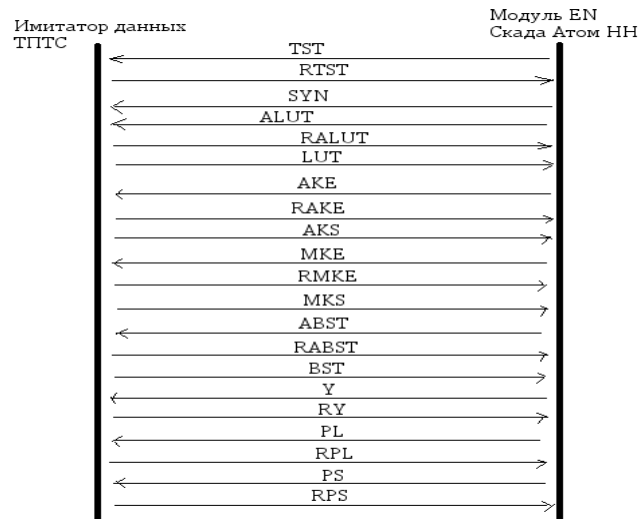 Имитатор данных
ТПТС
Модуль EN
Скада Атом НН
TST
RTST
SYN
ALUT
RALUT
LUT
AKE
RAKE
AKS
MKE
RMKE
MKS
ABST
RABST
BST
Y
RY
PL
RPL
PS
RPS